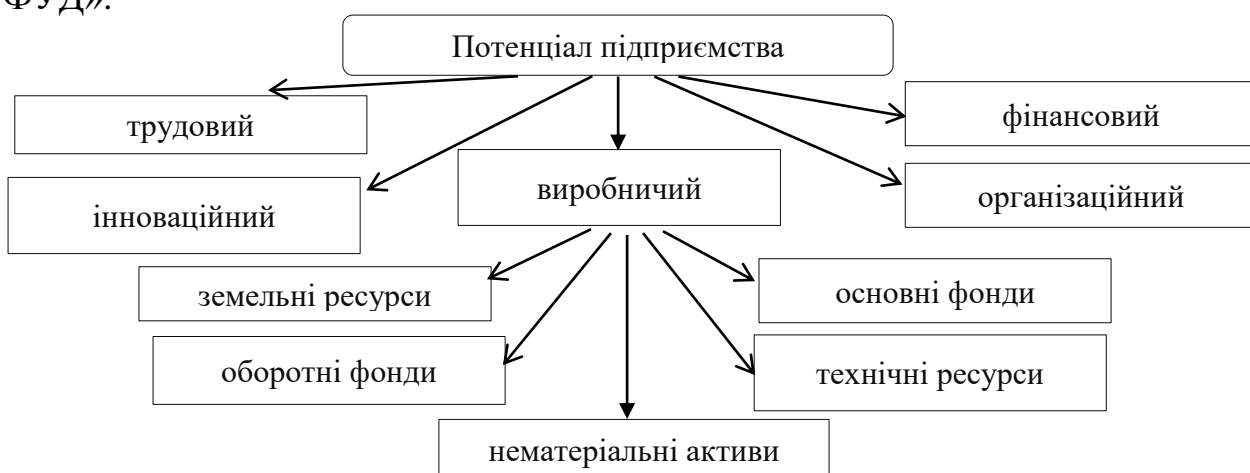 ФУД».
Потенціал підприємства
трудовий
фінансовий
інноваційний
виробничий
організаційний
земельні ресурси
основні фонди
оборотні фонди
технічні ресурси
нематеріальні активи